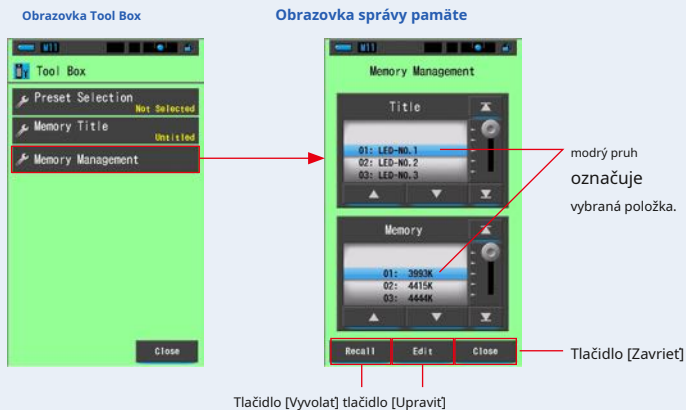 Obrazovka Tool Box
Obrazovka správy pamäte
M11
Tool Box
Preset Selection
Not Selected
Memory Title
Untitled
Memory Management
Close
M11
Memory Management
Title
01: LED-NO.1
02: LED-NO.2
03: LED-NO.3
Memory
01: 3993K
02: 4415K
03: 4444K
Recall
Edit
Close
modrý pruh
označuje
vybraná položka.
Tlačidlo [Zavrieť]
Tlačidlo [Vyvolať] tlačidlo [Upraviť]